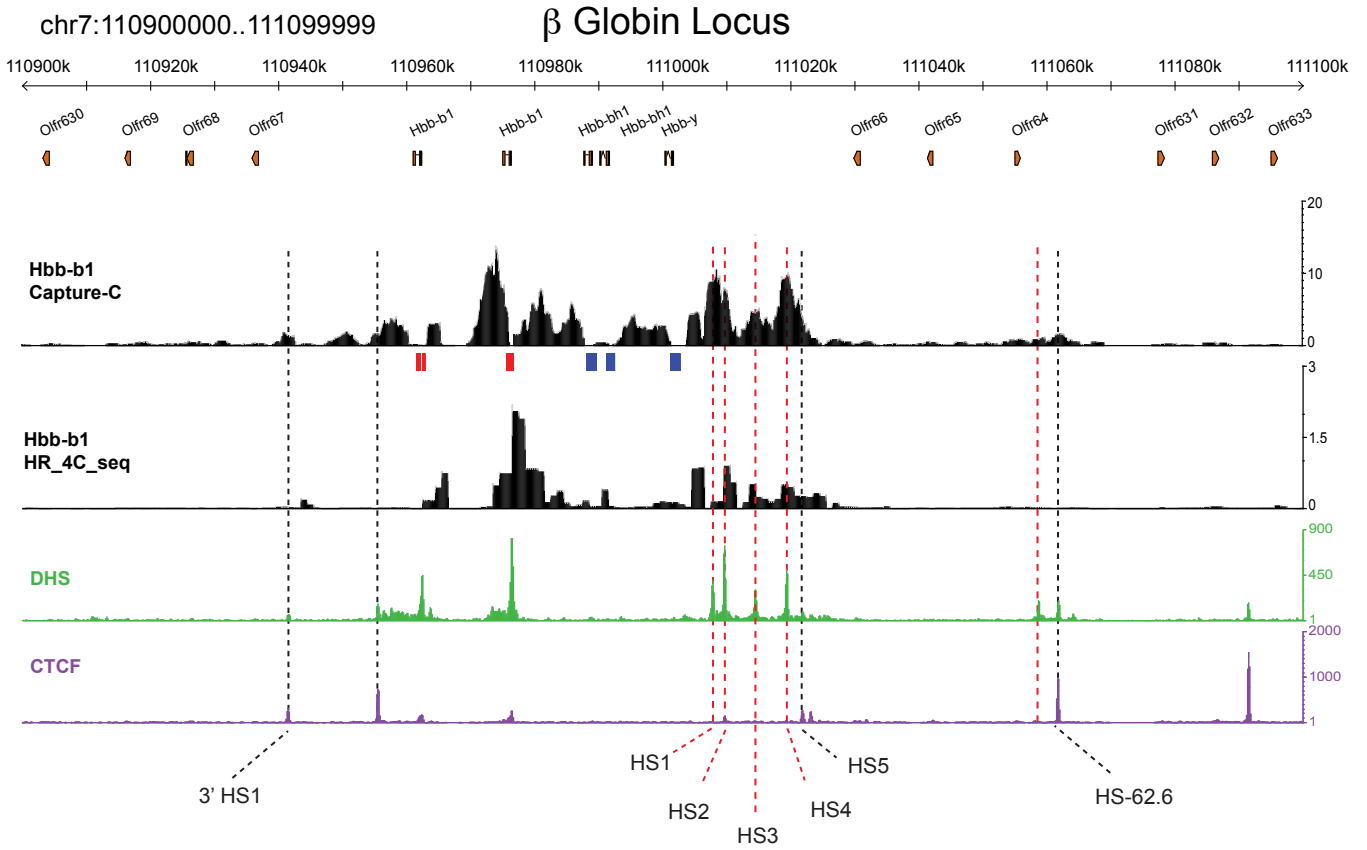 chr7:110900000..111099999
β Globin Locus
110900k 110920k 110940k 110960k 110980k 111000k 111020k 111040k 111060k 111080k 111100k
Olfr630 Olfr69 Olfr68 Olfr67 Hbb-b1 Hbb-b1 Hbb-bh1 Hbb-bh1 Hbb-y Olfr66 Olfr65 Olfr64 Olfr631 Olfr632 Olfr633
20
Hbb-b1
Capture-C
10
0
3
Hbb-b1
HR_4C_seq
1.5
0
900
DHS
450
1
2000
CTCF
1000
1
HS1
HS5
3' HS1
HS2
HS4
HS-62.6
HS3